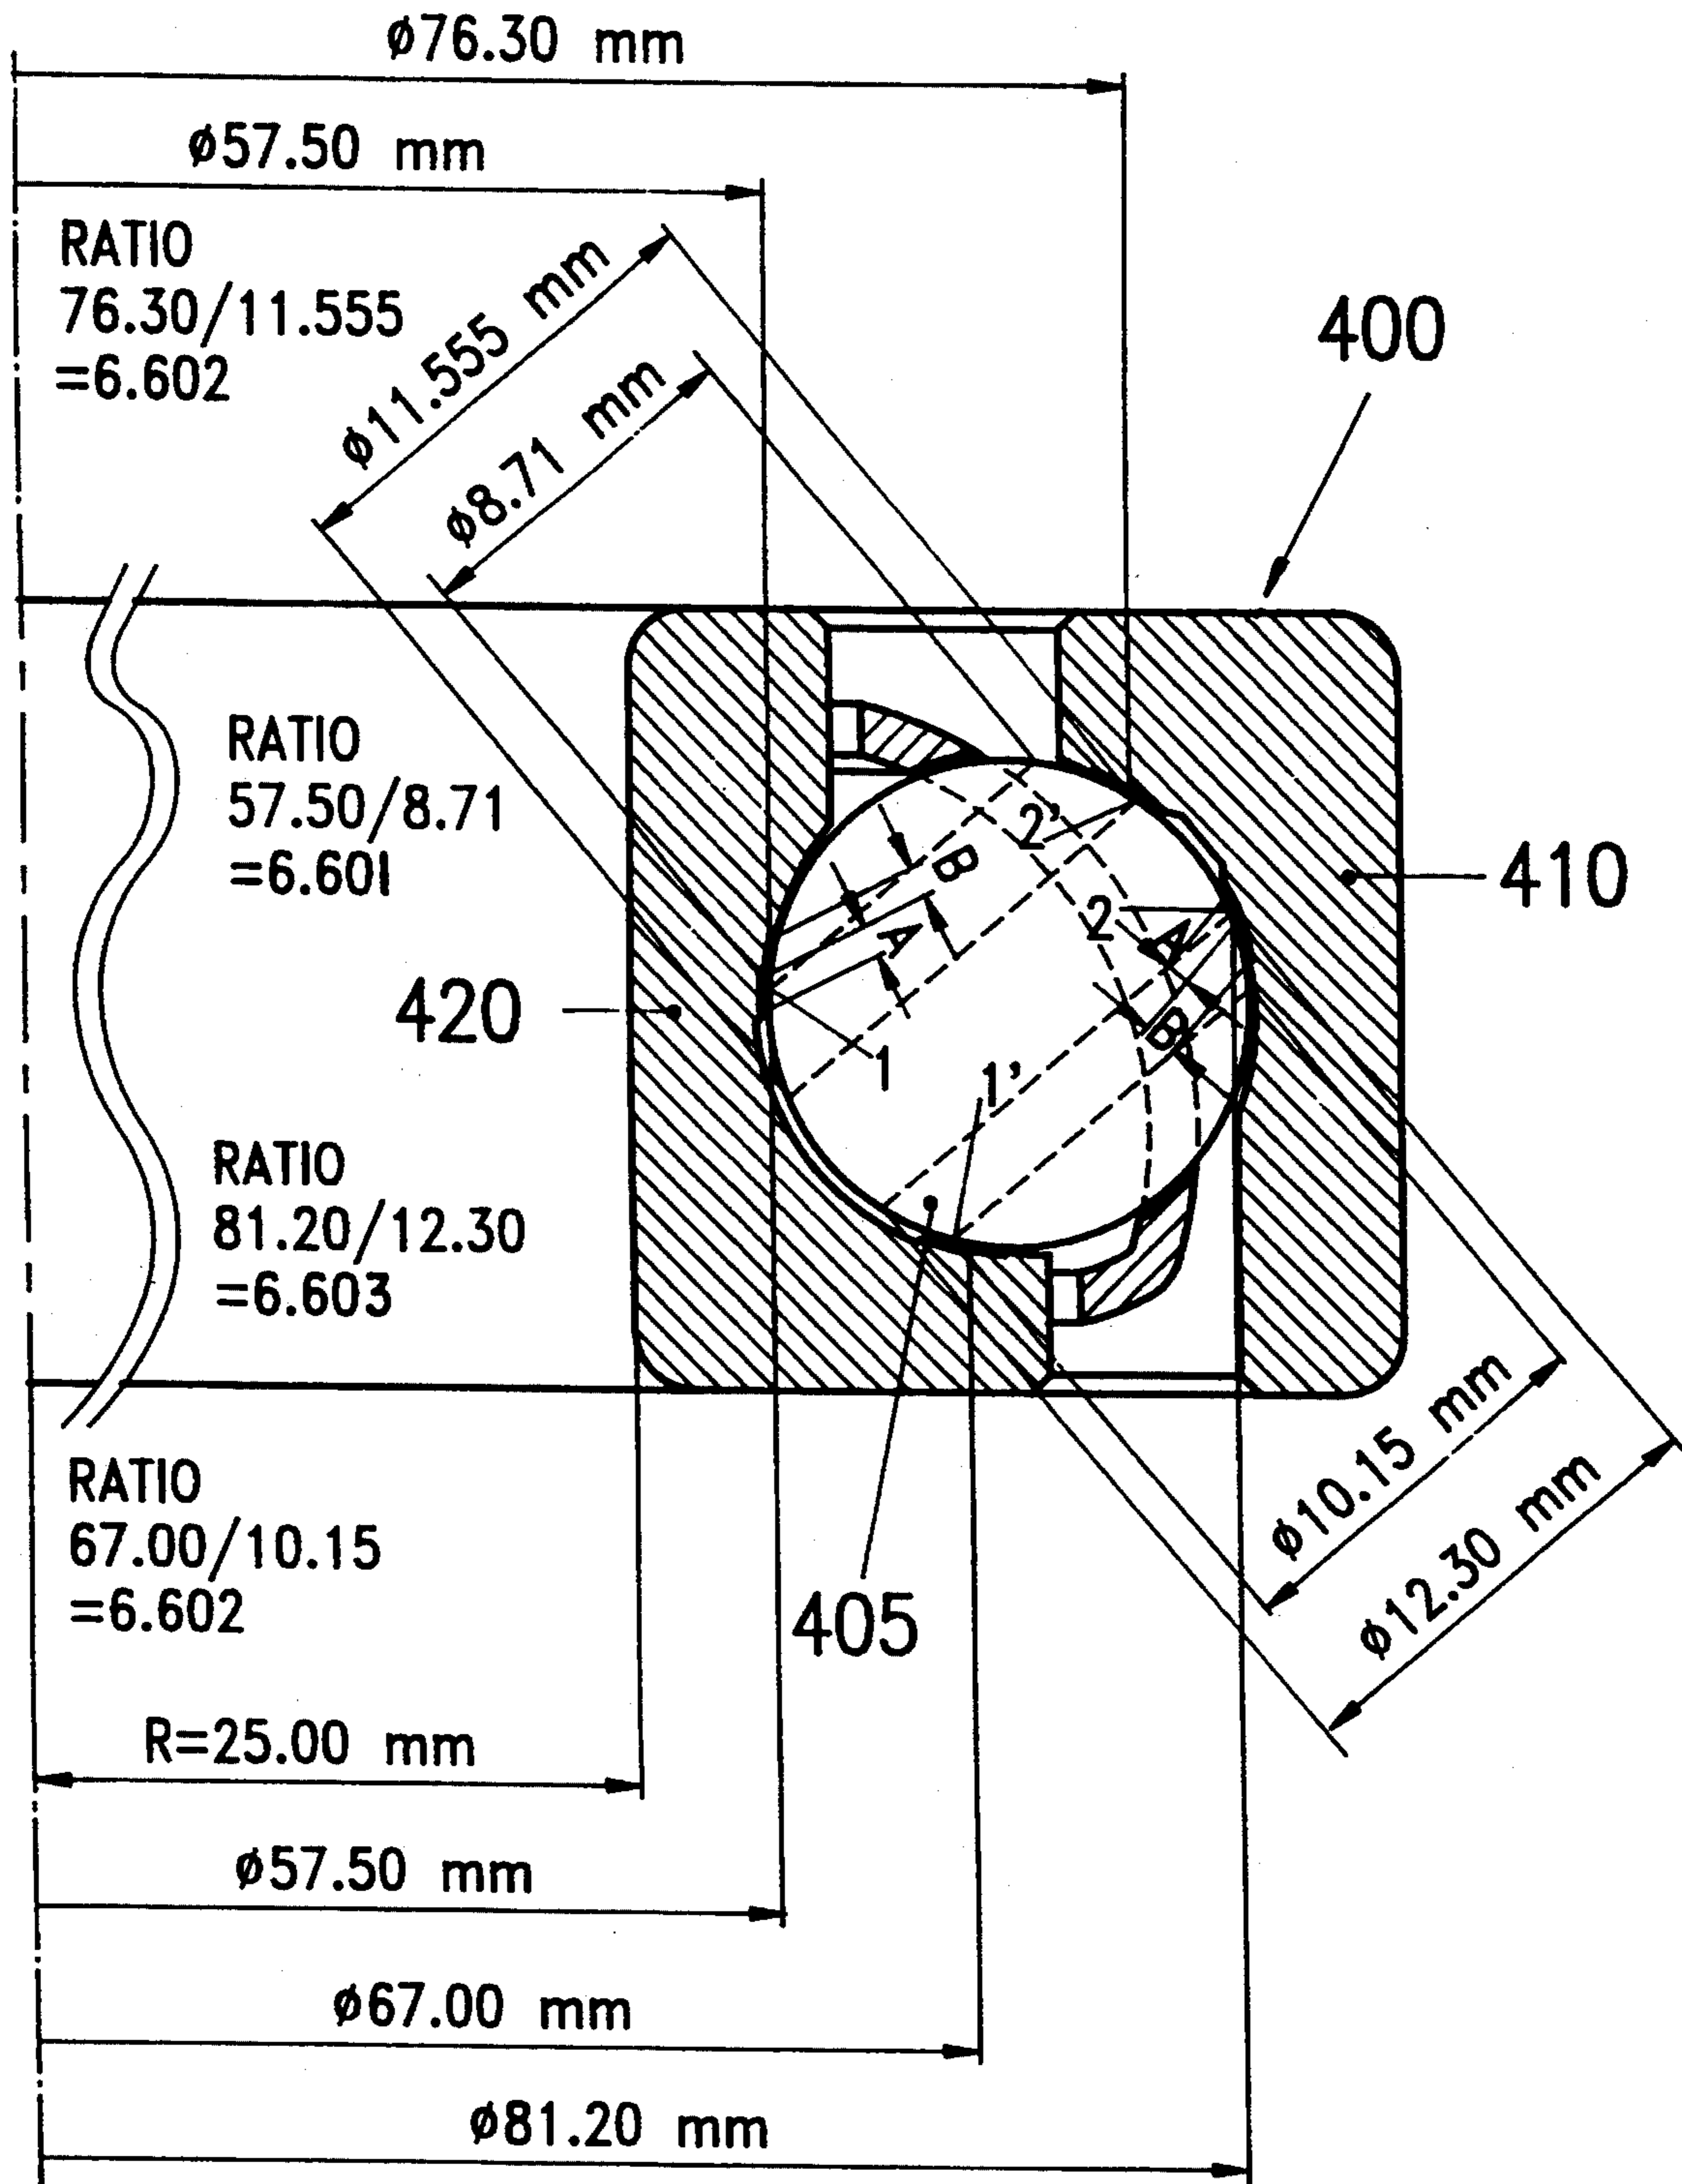 ø76.30 mm
ø57.50 mm
RATIO
76.30/11.555
=6.602
ø11.555 mm
ø8.71 mm
400
RATIO
57.50/8.71
=6.601
2'
B
A
2
A
B
410
420
1
1'
RATIO
81.20/12.30
=6.603
RATIO
67.00/10.15
=6.602
ø10.15 mm
ø12.30 mm
405
R=25.00 mm
ø57.50 mm
ø67.00 mm
ø81.20 mm